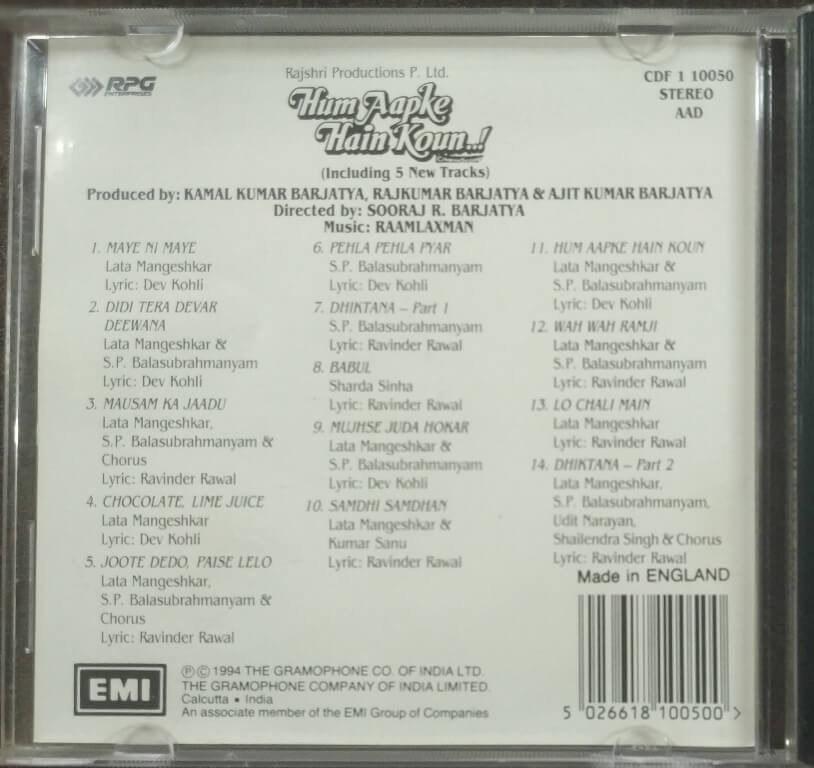 RPG
ENTERPRISES
Rajshri Productions P. Ltd.
Hum Aapke
Hain Koun..!
(Including 5 New Tracks)
CDF 1 10050
STEREO
AAD
Produced by: KAMAL KUMAR BARJATYA, RAJKUMAR BARJATYA & AJIT KUMAR BARJATYA
Directed by: SOORAJ R. BARJATYA
Music: RAAMLAXMAN
1. MAYE NI MAYE
Lata Mangeshkar
Lyric: Dev Kohli
2. DIDI TERA DEVAR
DEEWANA
Lata Mangeshkar &
S.P. Balasubrahmanyam
Lyric: Dev Kohli
3. MAUSAM KA JAADU
Lata Mangeshkar,
S.P. Balasubrahmanyam &
Chorus
Lyric: Ravinder Rawal
4. CHOCOLATE, LIME JUICE
Lata Mangeshkar
Lyric: Dev Kohli
5. JOOTE DEDO, PAISE LELO
Lata Mangeshkar,
S.P. Balasubrahmanyam &
Chorus
Lyric: Ravinder Rawal
6. PEHLA PEHLA PYAR
S.P. Balasubrahmanyam
Lyric: Dev Kohli
7. DHIKTANA – Part 1
S.P. Balasubrahmanyam
Lyric: Ravinder Rawal
8. BABUL
Sharda Sinha
Lyric: Ravinder Rawal
9. MUJHSE JUDA HOKAR
Lata Mangeshkar &
S.P. Balasubrahmanyam
Lyric: Dev Kohli
10. SAMDHI SAMDHAN
Lata Mangeshkar &
Kumar Sanu
Lyric: Ravinder Rawal
11. HUM AAPKE HAIN KOUN
Lata Mangeshkar &
S.P. Balasubrahmanyam
Lyric: Dev Kohli
12. WAH WAH RAMJI
Lata Mangeshkar &
S.P. Balasubrahmanyam
Lyric: Ravinder Rawal
13. LO CHALI MAIN
Lata Mangeshkar
Lyric: Ravinder Rawal
14. DHIKTANA – Part 2
Lata Mangeshkar,
S.P. Balasubrahmanyam,
Udit Narayan,
Shailendra Singh & Chorus
Lyric: Ravinder Rawal
Made in ENGLAND
5 026618 100500 >
EMI
Ⓟ Ⓒ 1994 THE GRAMOPHONE CO. OF INDIA LTD.
THE GRAMOPHONE COMPANY OF INDIA LIMITED.
Calcutta • India
An associate member of the EMI Group of Companies